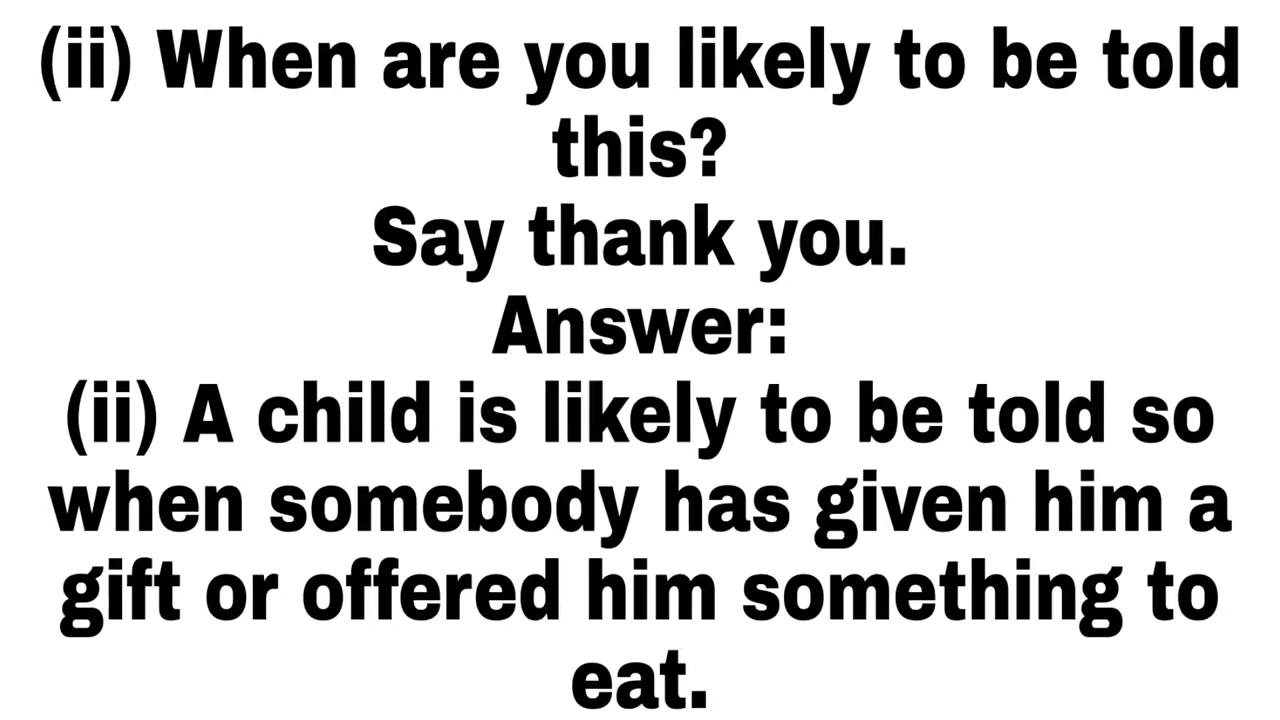 (ii) When are you likely to be told
this?
Say thank you.
Answer:
(ii) A child is likely to be told so
when somebody has given him a
gift or offered him something to
eat.